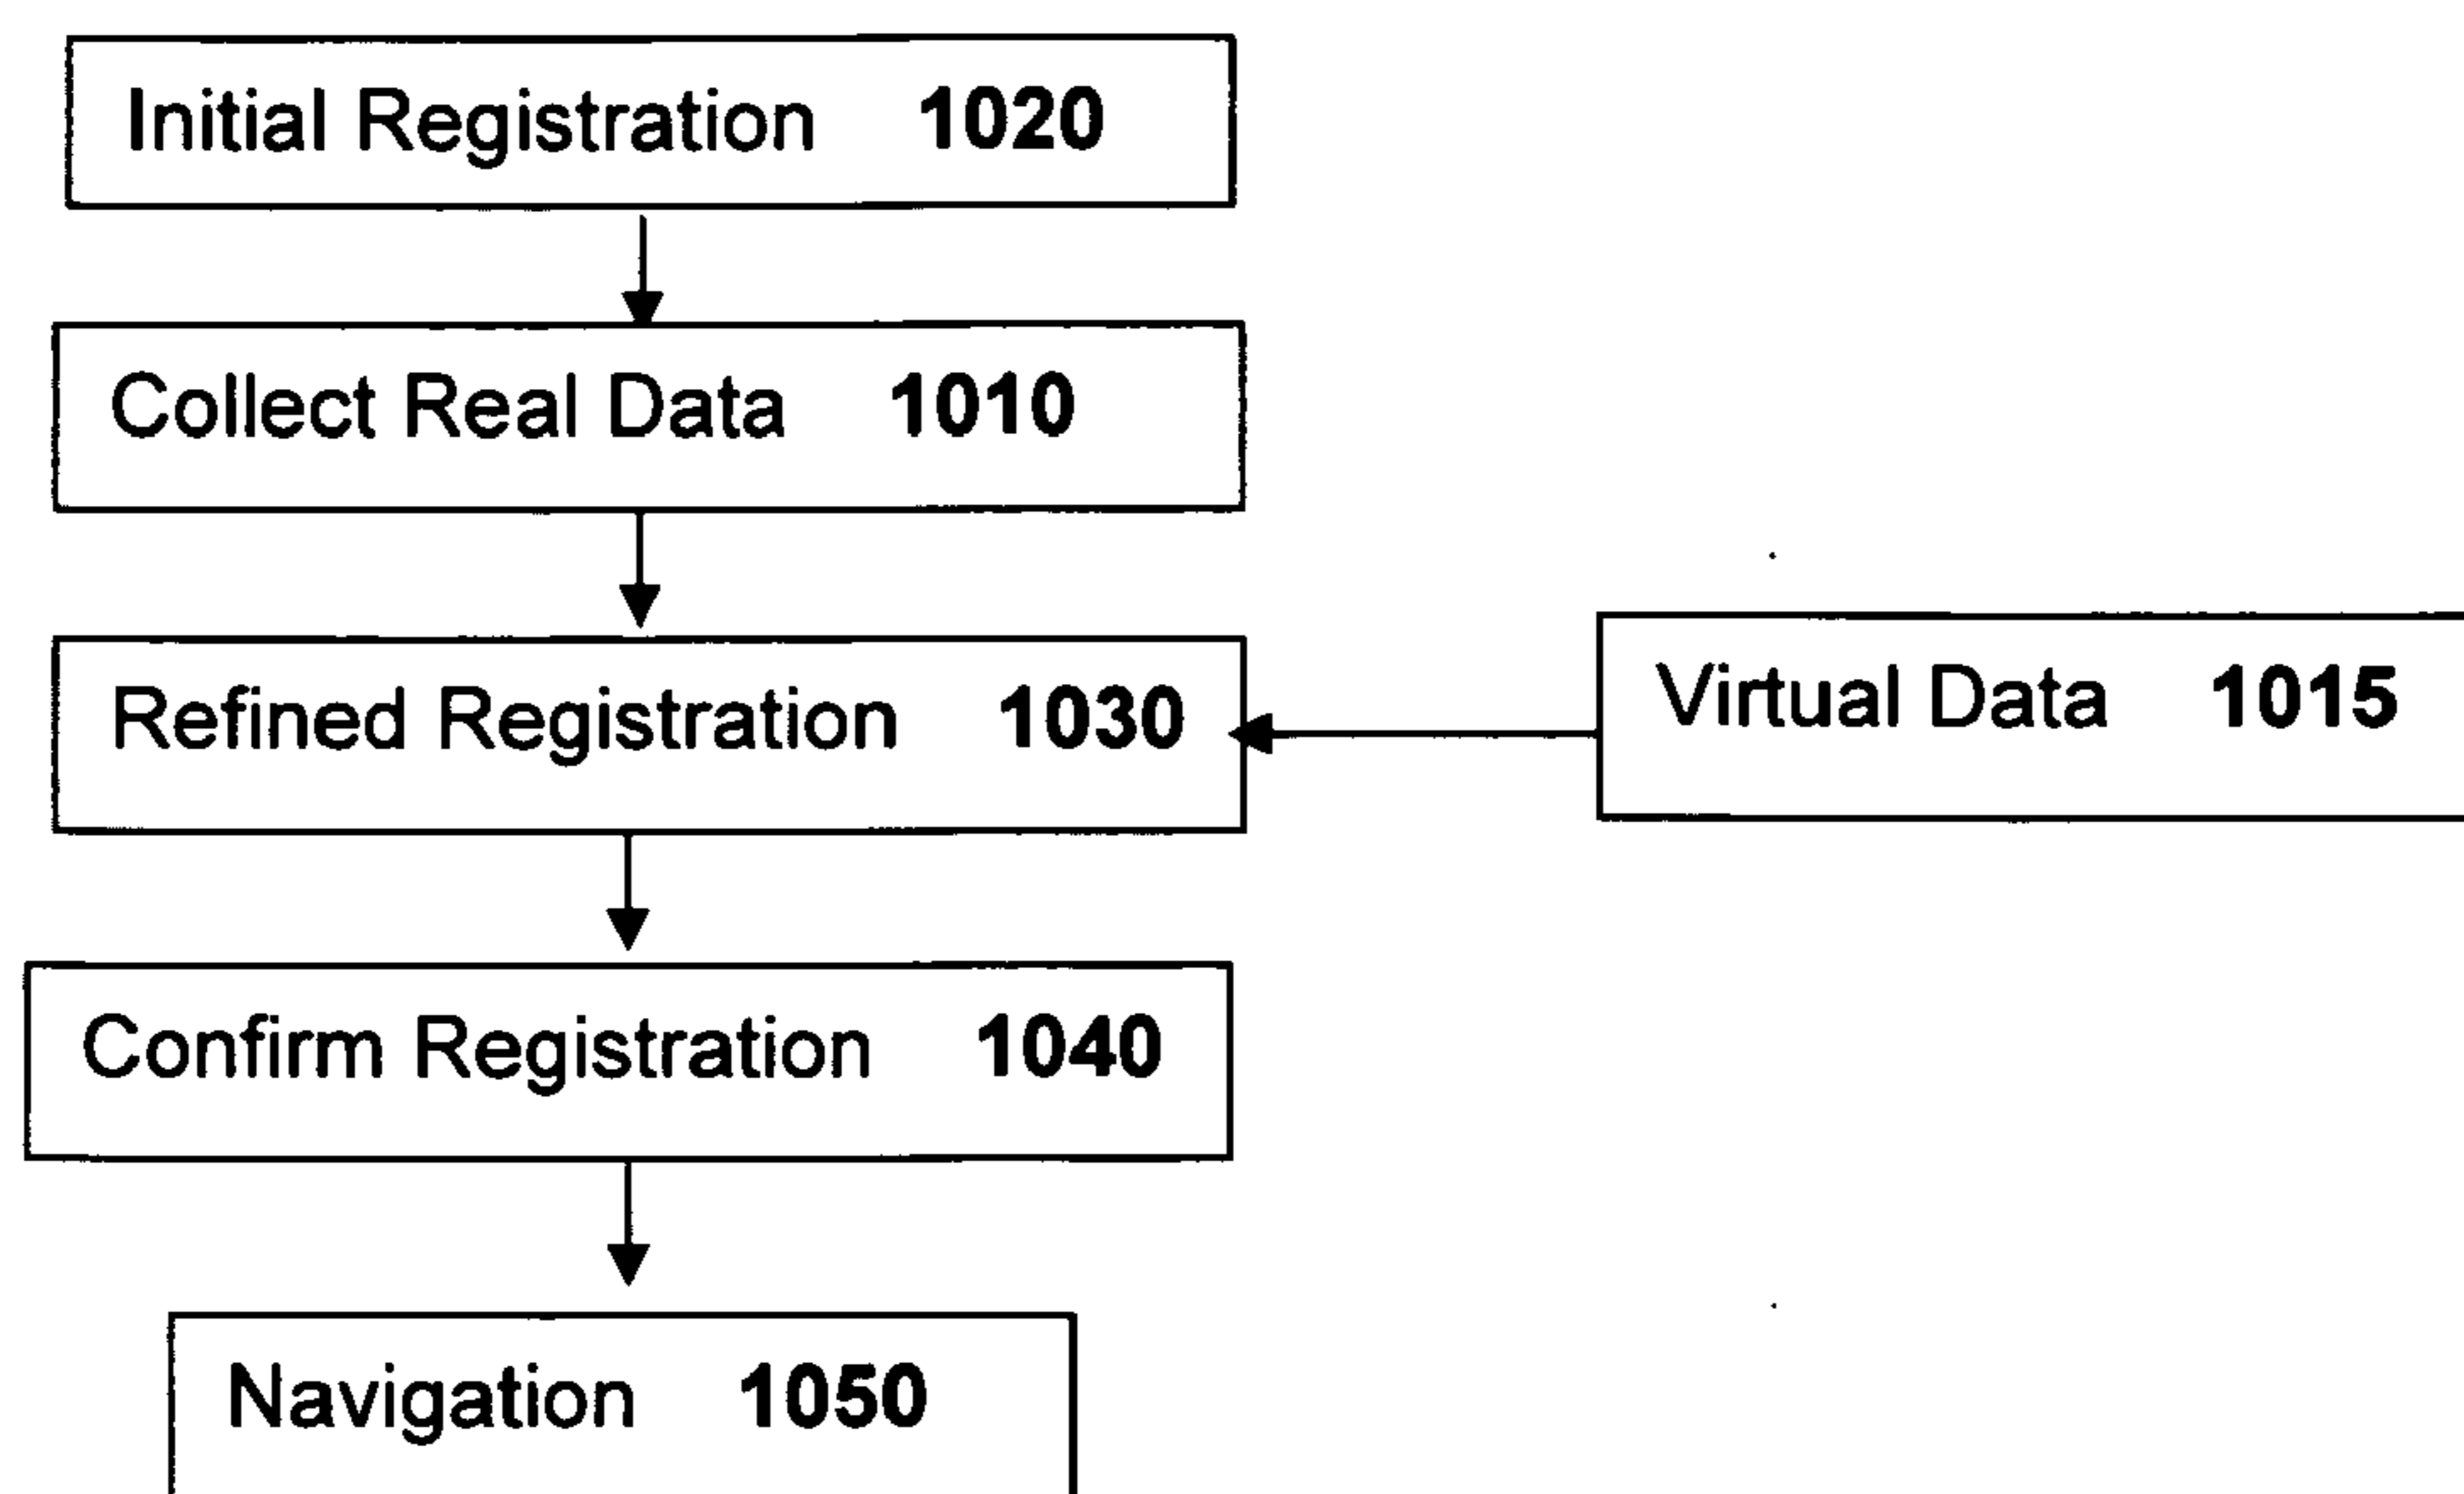 Initial Registration 1020
Collect Real Data 1010
Refined Registration 1030
Virtual Data 1015
Confirm Registration 1040
Navigation 1050